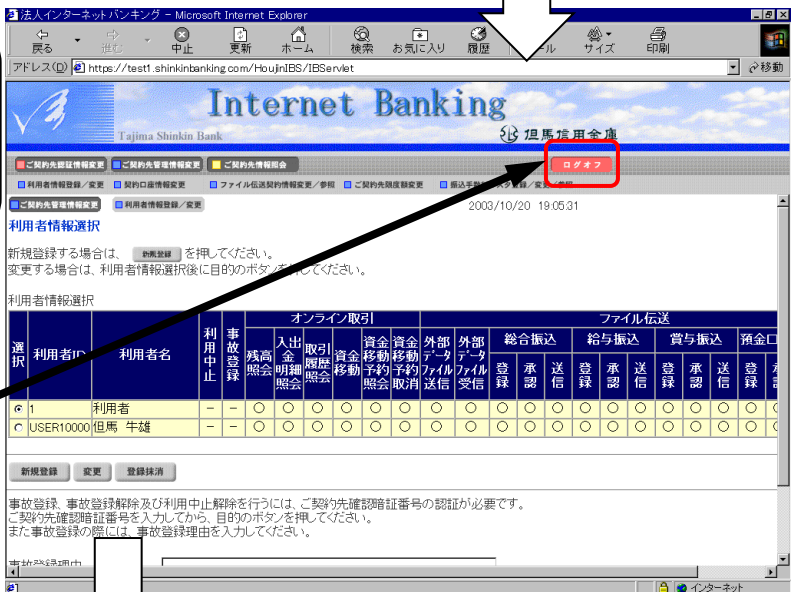 法人インターネットバンキング - Microsoft Internet Explorer
戻る 進む 中止 更新 ホーム 検索 お気に入り 履歴 ル サイズ 印刷
アドレス(D) https://test1.shinkinbanking.com/HoujinIBS/IBServlet 移動
Internet Banking
Tajima Shinkin Bank 但馬信用金庫
ご契約先認証情報変更 ご契約先管理情報変更 ご契約先情報照会 ログオフ
利用者情報登録/変更 契約口座情報変更 ファイル伝送契約情報変更/参照 ご契約先限度額変更
ご契約先管理情報変更 利用者情報登録/変更 2003/10/20 19:05:31
利用者情報選択
新規登録する場合は、 新規登録 を押してください。
変更する場合は、利用者情報選択後に目的のボタンを押してください。
利用者情報選択
選択 利用者ID 利用者名 利用中止 事故登録 オンライン取引 ファイル伝送
残高照会 入出金明細照会 取引履歴照会 資金移動 資金移動予約照会 資金移動予約取消 外部データファイル送信 外部データファイル受信 総合振込 給与振込 賞与振込 預金口
登録 承認 送信 登録 承認 送信 登録 承認 送信 登録
1 利用者 − − ○ ○ ○ ○ ○ ○ ○ ○ ○ ○ ○ ○ ○ ○ ○ ○ ○ ○
USER10000 但馬 牛雄 − − ○ ○ ○ ○ ○ ○ ○ ○ ○ ○ ○ ○ ○ ○ ○ ○ ○ ○
新規登録 変更 登録抹消
事故登録、事故登録解除及び利用中止解除を行うには、ご契約先確認暗証番号の認証が必要です。
ご契約先確認暗証番号を入力してから、目的のボタンを押してください。
また事故登録の際には、事故登録理由を入力してください。
事故登録理由
インターネット